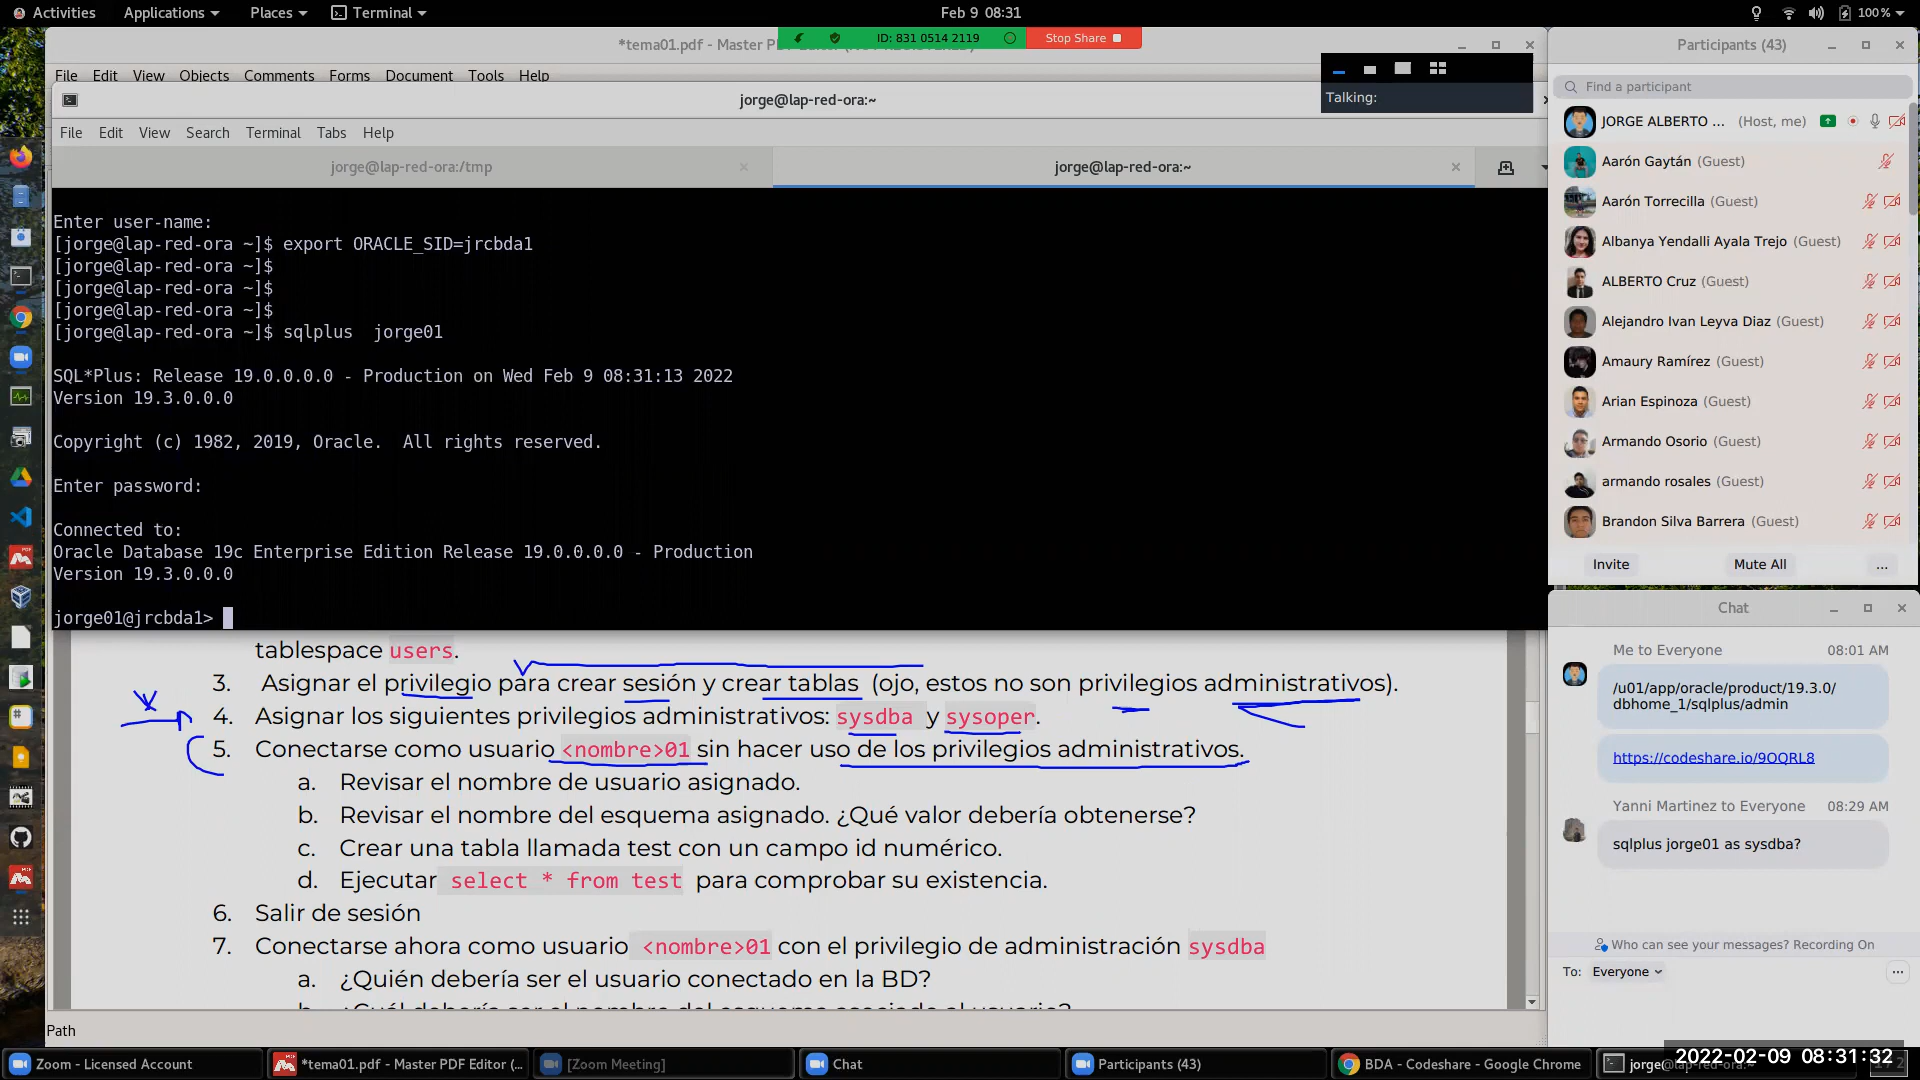 Activities Applications Places Terminal Feb 9 08:31 100%
*tema01.pdf - Master PDF Editor
ID: 831 0514 2119 Stop Share
File Edit View Objects Comments Forms Document Tools Help
Talking:
jorge@lap-red-ora:~
File Edit View Search Terminal Tabs Help
jorge@lap-red-ora:/tmp jorge@lap-red-ora:~
Enter user-name:
[jorge@lap-red-ora ~]$ export ORACLE_SID=jrcbda1
[jorge@lap-red-ora ~]$
[jorge@lap-red-ora ~]$
[jorge@lap-red-ora ~]$
[jorge@lap-red-ora ~]$ sqlplus  jorge01
SQL*Plus: Release 19.0.0.0.0 - Production on Wed Feb 9 08:31:13 2022
Version 19.3.0.0.0
Copyright (c) 1982, 2019, Oracle.  All rights reserved.
Enter password:
Connected to:
Oracle Database 19c Enterprise Edition Release 19.0.0.0.0 - Production
Version 19.3.0.0.0
jorge01@jrcbda1>
tablespace users.
3. Asignar el privilegio para crear sesión y crear tablas (ojo, estos no son privilegios administrativos).
4. Asignar los siguientes privilegios administrativos: sysdba y sysoper.
5. Conectarse como usuario <nombre>01 sin hacer uso de los privilegios administrativos.
a. Revisar el nombre de usuario asignado.
b. Revisar el nombre del esquema asignado. ¿Qué valor debería obtenerse?
c. Crear una tabla llamada test con un campo id numérico.
d. Ejecutar select * from test para comprobar su existencia.
6. Salir de sesión
7. Conectarse ahora como usuario <nombre>01 con el privilegio de administración sysdba
a. ¿Quién debería ser el usuario conectado en la BD?
b. ¿Cuál debería ser el nombre del esquema asociado al usuario?
Path
Participants (43)
Find a participant
JORGE ALBERTO ... (Host, me)
Aarón Gaytán (Guest)
Aarón Torrecilla (Guest)
Albanya Yendalli Ayala Trejo (Guest)
ALBERTO Cruz (Guest)
Alejandro Ivan Leyva Diaz (Guest)
Amaury Ramírez (Guest)
Arian Espinoza (Guest)
Armando Osorio (Guest)
armando rosales (Guest)
Brandon Silva Barrera (Guest)
Invite Mute All ...
Chat
Me to Everyone 08:01 AM
/u01/app/oracle/product/19.3.0/
dbhome_1/sqlplus/admin
https://codeshare.io/9OQRL8
Yanni Martinez to Everyone 08:29 AM
sqlplus jorge01 as sysdba?
Who can see your messages? Recording On
To: Everyone
Zoom - Licensed Account *tema01.pdf - Master PDF Editor (... [Zoom Meeting] Chat Participants (43) BDA - Codeshare - Google Chrome
2022-02-09 08:31:32